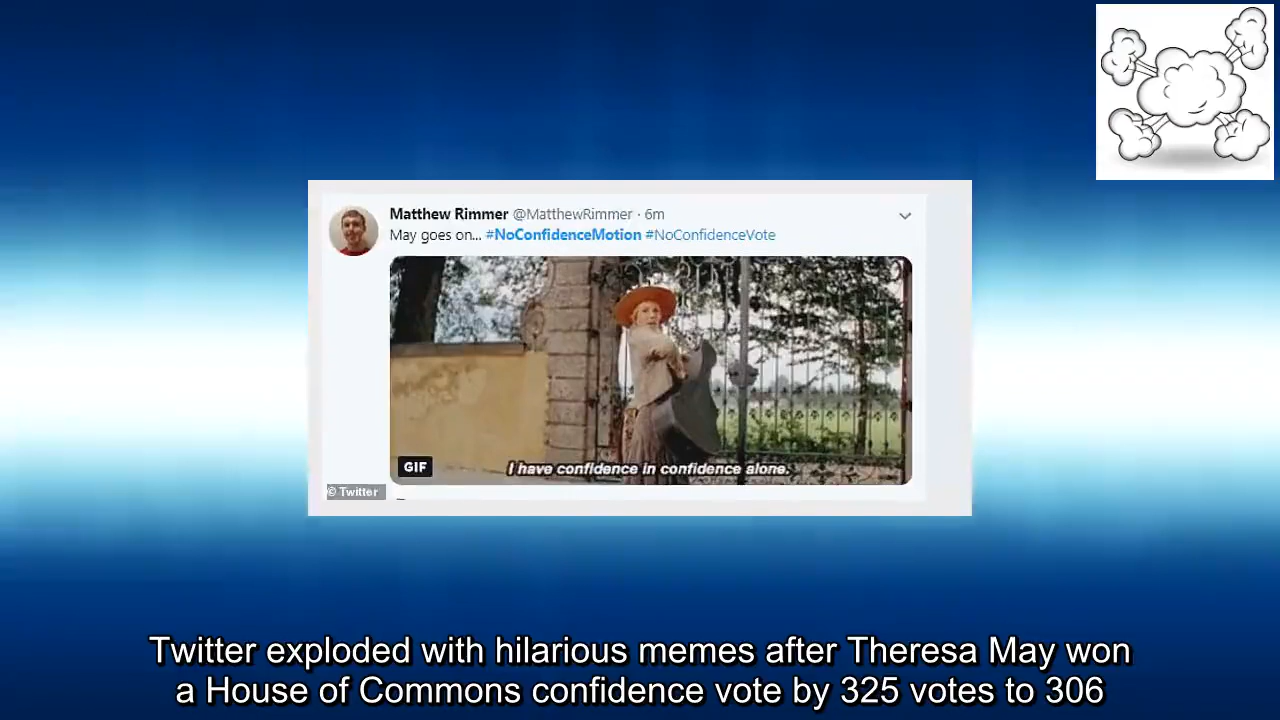 Matthew Rimmer @MatthewRimmer · 6m
May goes on... #NoConfidenceMotion #NoConfidenceVote
GIF
I have confidence in confidence alone.
© Twitter
Twitter exploded with hilarious memes after Theresa May won
a House of Commons confidence vote by 325 votes to 306